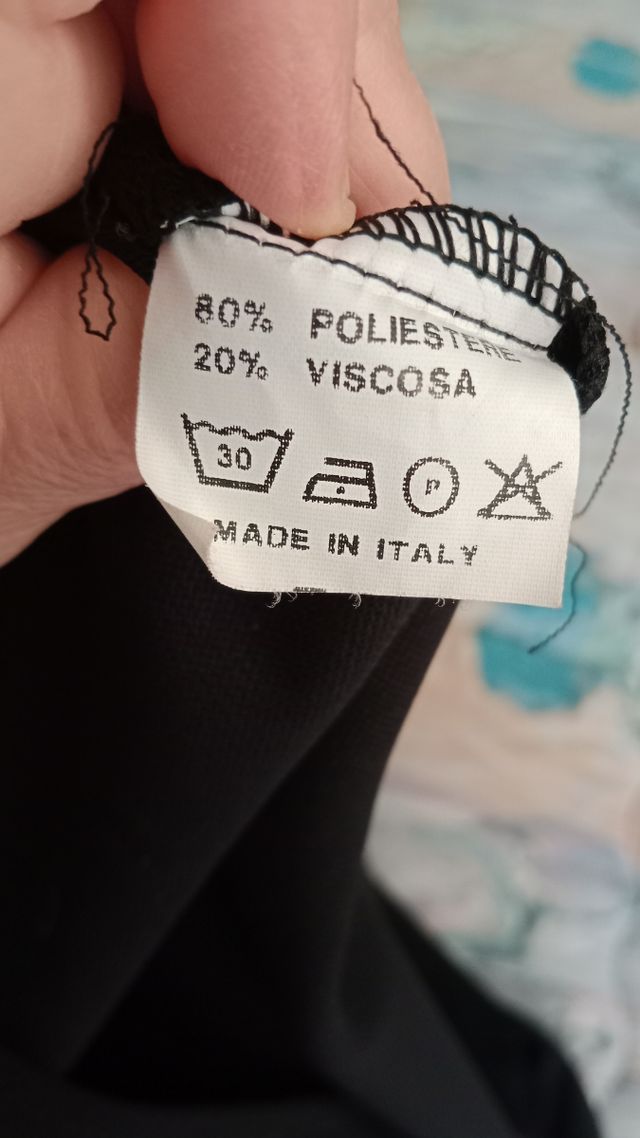 80% POLIESTERE
20% VISCOSA
30 P A
MADE IN ITALY